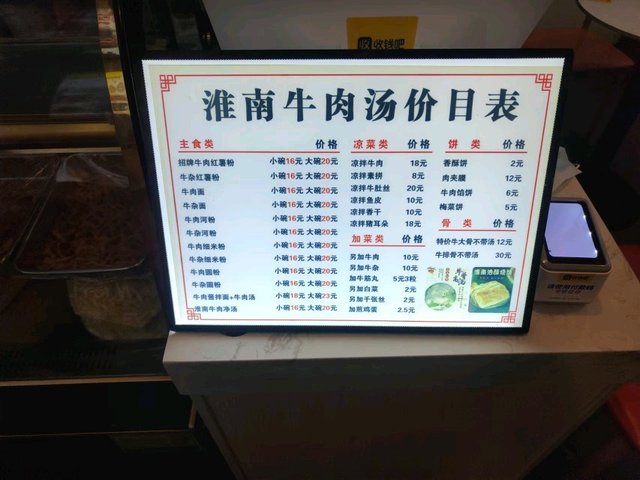 收钱吧
淮南牛肉汤价目表
主食类 价格
招牌牛肉红薯粉 小碗16元 大碗20元
牛杂红薯粉 小碗16元 大碗20元
牛肉面 小碗16元 大碗20元
牛杂面 小碗16元 大碗20元
牛肉河粉 小碗16元 大碗20元
牛杂河粉 小碗16元 大碗20元
牛肉细米粉 小碗16元 大碗20元
牛杂细米粉 小碗16元 大碗20元
牛肉圆粉 小碗16元 大碗20元
牛杂圆粉 小碗16元 大碗20元
牛肉酱拌面+牛肉汤 小碗18元 大碗23元
淮南牛肉净汤 小碗16元 大碗20元
凉菜类 价格
凉拌牛肉 18元
凉拌素拼 8元
凉拌牛肚丝 20元
凉拌鱼皮 10元
凉拌香干 10元
凉拌猪耳朵 18元
加菜类 价格
另加牛肉 10元
另加牛杂 10元
加牛筋丸 5元3粒
另加白菜 2元
另加千张丝 2元
加煎鸡蛋 2.5元
饼类 价格
香酥饼 2元
肉夹膜 12元
牛肉馅饼 6元
梅菜饼 5元
骨类 价格
特价牛大骨不带汤 12元
牛排骨不带汤 30元